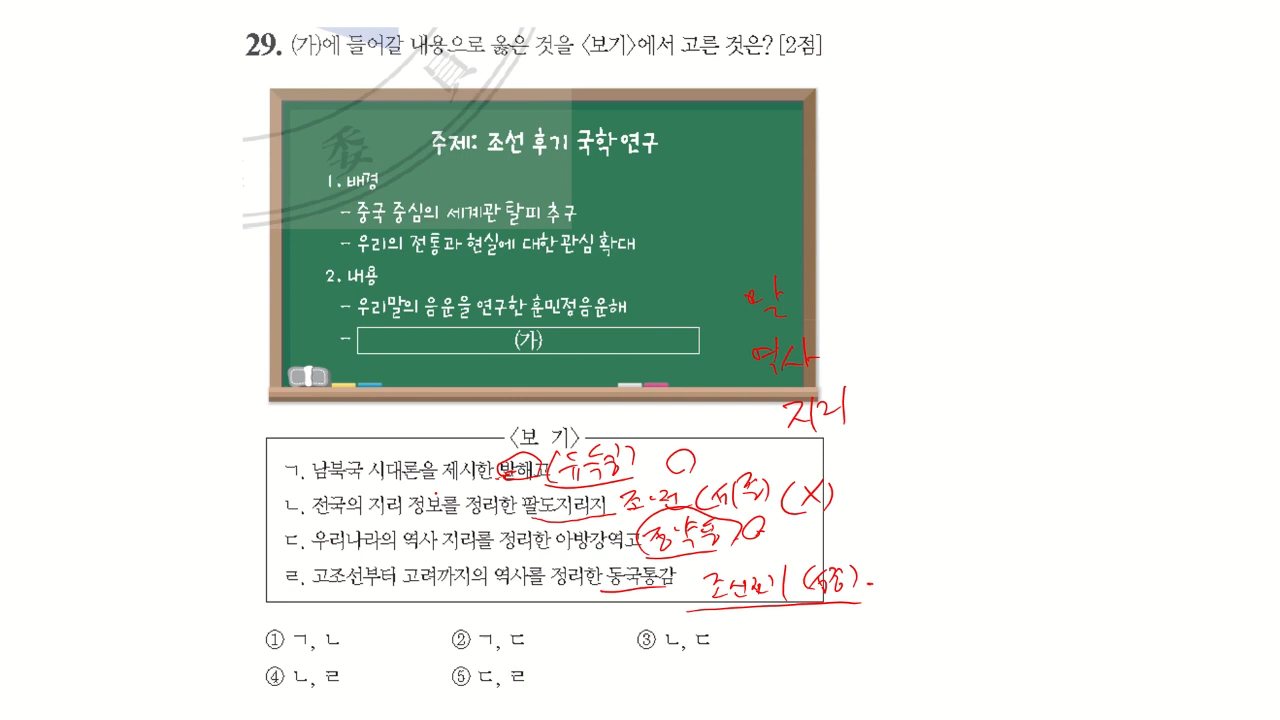 29. (가)에 들어갈 내용으로 옳은 것을 〈보기〉에서 고른 것은? [2점]
주제: 조선 후기 국학 연구
1. 배경
- 중국 중심의 세계관 탈피 추구
- 우리의 전통과 현실에 대한 관심 확대
2. 내용
- 우리말의 음운을 연구한 훈민정음운해
- (가)
말
역사
지리
〈보 기〉
ㄱ. 남북국 시대론을 제시한 발해고 (유득공) ○
ㄴ. 전국의 지리 정보를 정리한 팔도지리지 조·전 (X)
ㄷ. 우리나라의 역사 지리를 정리한 아방강역고 정약용 ○
ㄹ. 고조선부터 고려까지의 역사를 정리한 동국통감 조선
① ㄱ, ㄴ ② ㄱ, ㄷ ③ ㄴ, ㄷ
④ ㄴ, ㄹ ⑤ ㄷ, ㄹ